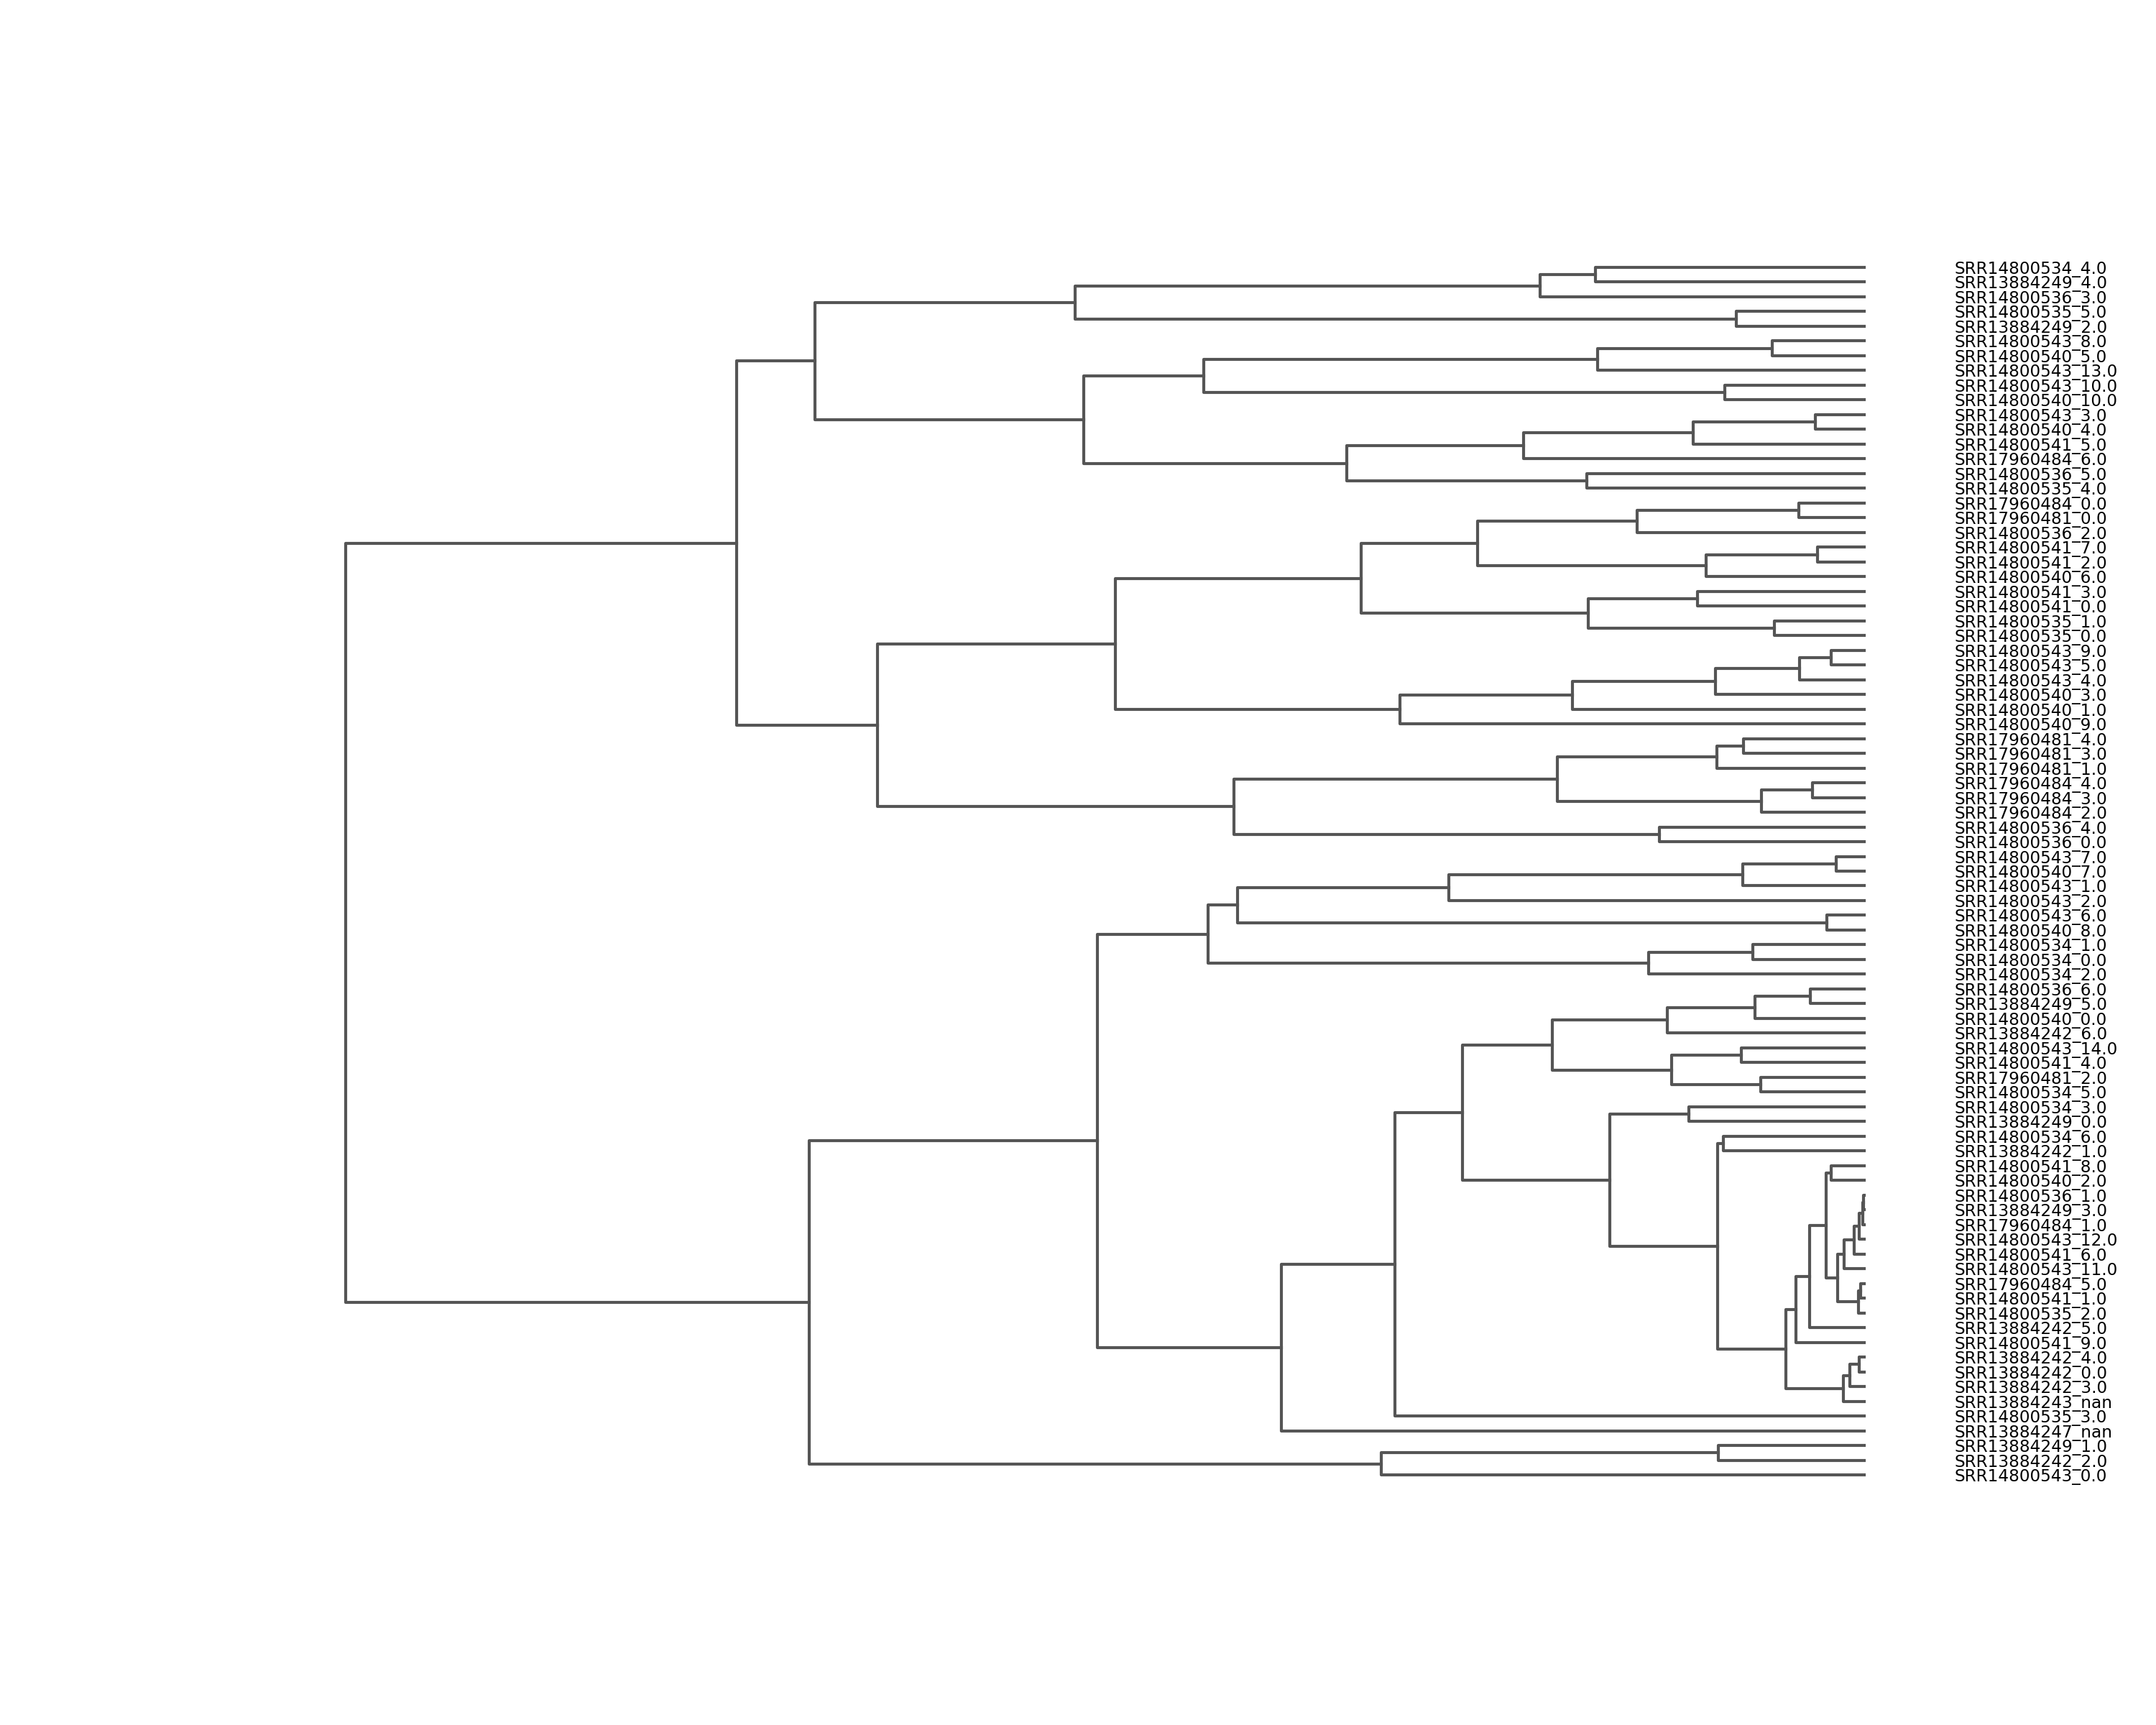 SRR14800534_4.0
SRR13884249_4.0
SRR14800536_3.0
SRR14800535_5.0
SRR13884249_2.0
SRR14800543_8.0
SRR14800540_5.0
SRR14800543_13.0
SRR14800543_10.0
SRR14800540_10.0
SRR14800543_3.0
SRR14800540_4.0
SRR14800541_5.0
SRR17960484_6.0
SRR14800536_5.0
SRR14800535_4.0
SRR17960484_0.0
SRR17960481_0.0
SRR14800536_2.0
SRR14800541_7.0
SRR14800541_2.0
SRR14800540_6.0
SRR14800541_3.0
SRR14800541_0.0
SRR14800535_1.0
SRR14800535_0.0
SRR14800543_9.0
SRR14800543_5.0
SRR14800543_4.0
SRR14800540_3.0
SRR14800540_1.0
SRR14800540_9.0
SRR17960481_4.0
SRR17960481_3.0
SRR17960481_1.0
SRR17960484_4.0
SRR17960484_3.0
SRR17960484_2.0
SRR14800536_4.0
SRR14800536_0.0
SRR14800543_7.0
SRR14800540_7.0
SRR14800543_1.0
SRR14800543_2.0
SRR14800543_6.0
SRR14800540_8.0
SRR14800534_1.0
SRR14800534_0.0
SRR14800534_2.0
SRR14800536_6.0
SRR13884249_5.0
SRR14800540_0.0
SRR13884242_6.0
SRR14800543_14.0
SRR14800541_4.0
SRR17960481_2.0
SRR14800534_5.0
SRR14800534_3.0
SRR13884249_0.0
SRR14800534_6.0
SRR13884242_1.0
SRR14800541_8.0
SRR14800540_2.0
SRR14800536_1.0
SRR13884249_3.0
SRR17960484_1.0
SRR14800543_12.0
SRR14800541_6.0
SRR14800543_11.0
SRR17960484_5.0
SRR14800541_1.0
SRR14800535_2.0
SRR13884242_5.0
SRR14800541_9.0
SRR13884242_4.0
SRR13884242_0.0
SRR13884242_3.0
SRR13884243_nan
SRR14800535_3.0
SRR13884247_nan
SRR13884249_1.0
SRR13884242_2.0
SRR14800543_0.0